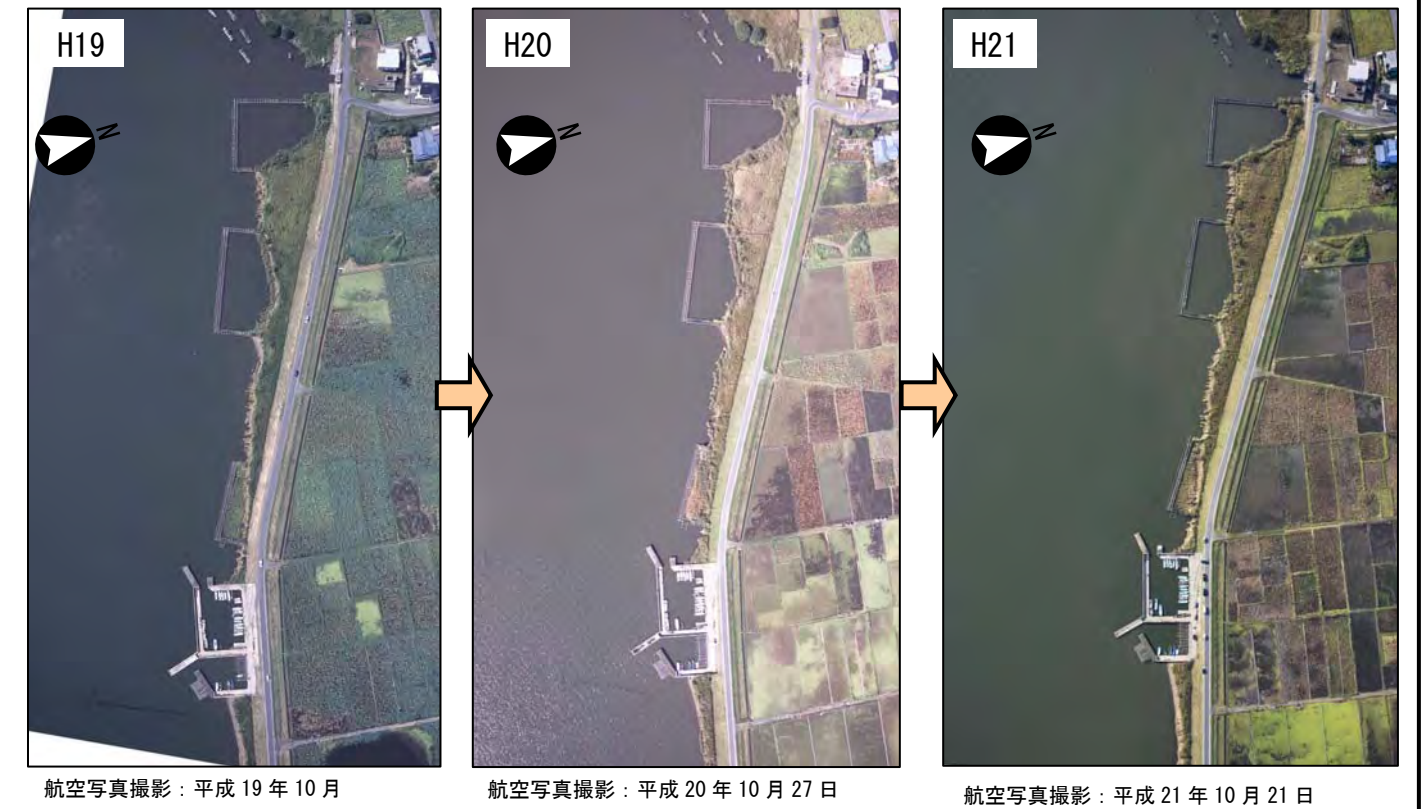 H19
H20
H21
N
N
N
航空写真撮影：平成 19 年 10 月
航空写真撮影：平成 20 年 10 月 27 日
航空写真撮影：平成 21 年 10 月 21 日